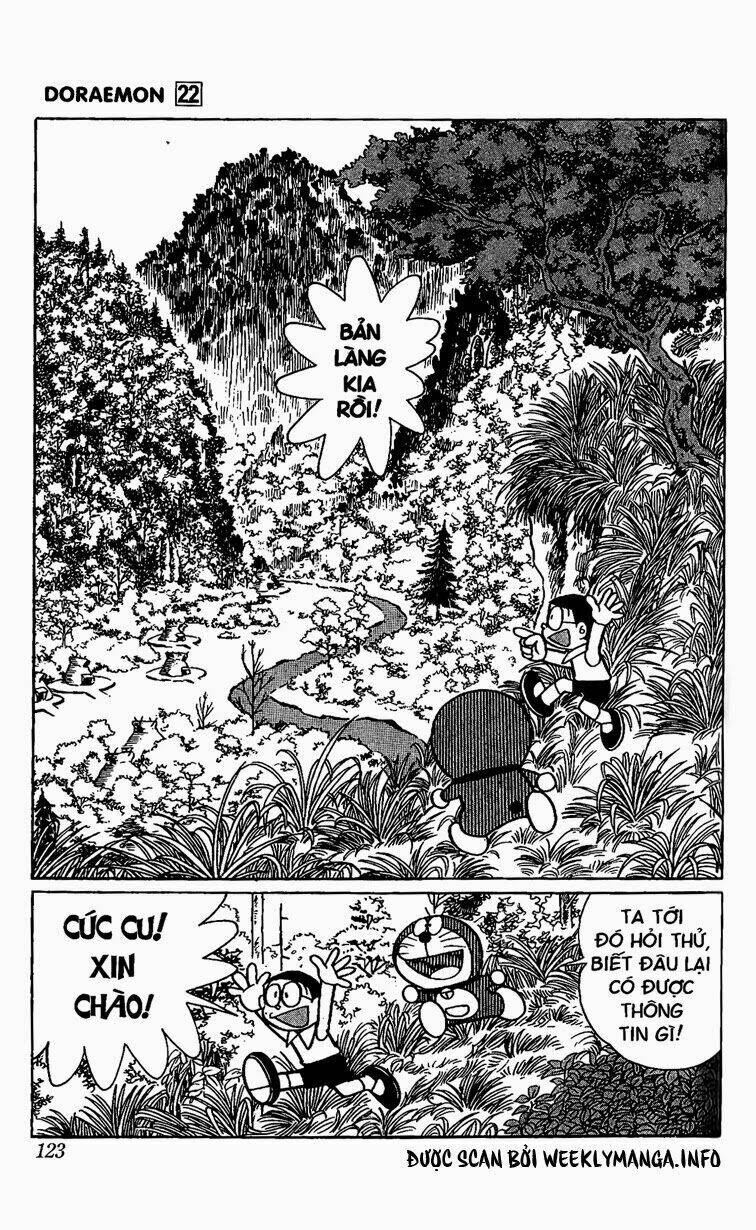 DORAEMON 22
BẢN
LÀNG
KIA
RỒI!
TA TỚI
ĐÓ HỎI THỬ,
BIẾT ĐÂU LẠI
CÓ ĐƯỢC
THÔNG
TIN GÌ!
CÚC CU!
XIN
CHÀO!
123
ĐƯỢC SCAN BỞI WEEKLYMANGA.INFO